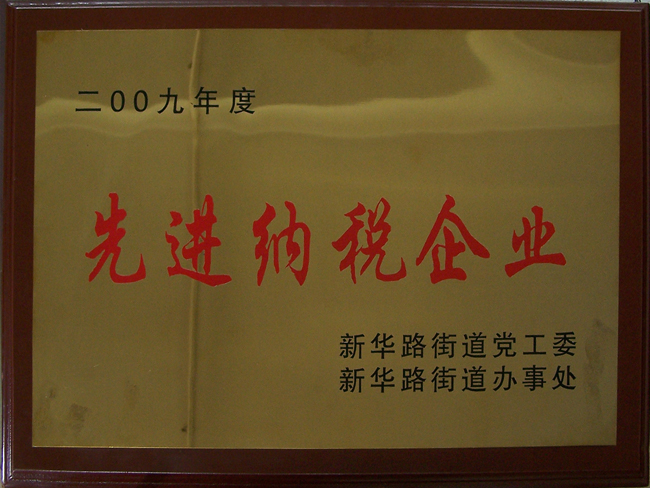 二00九年度
先进纳税企业
新华路街道党工委
新华路街道办事处